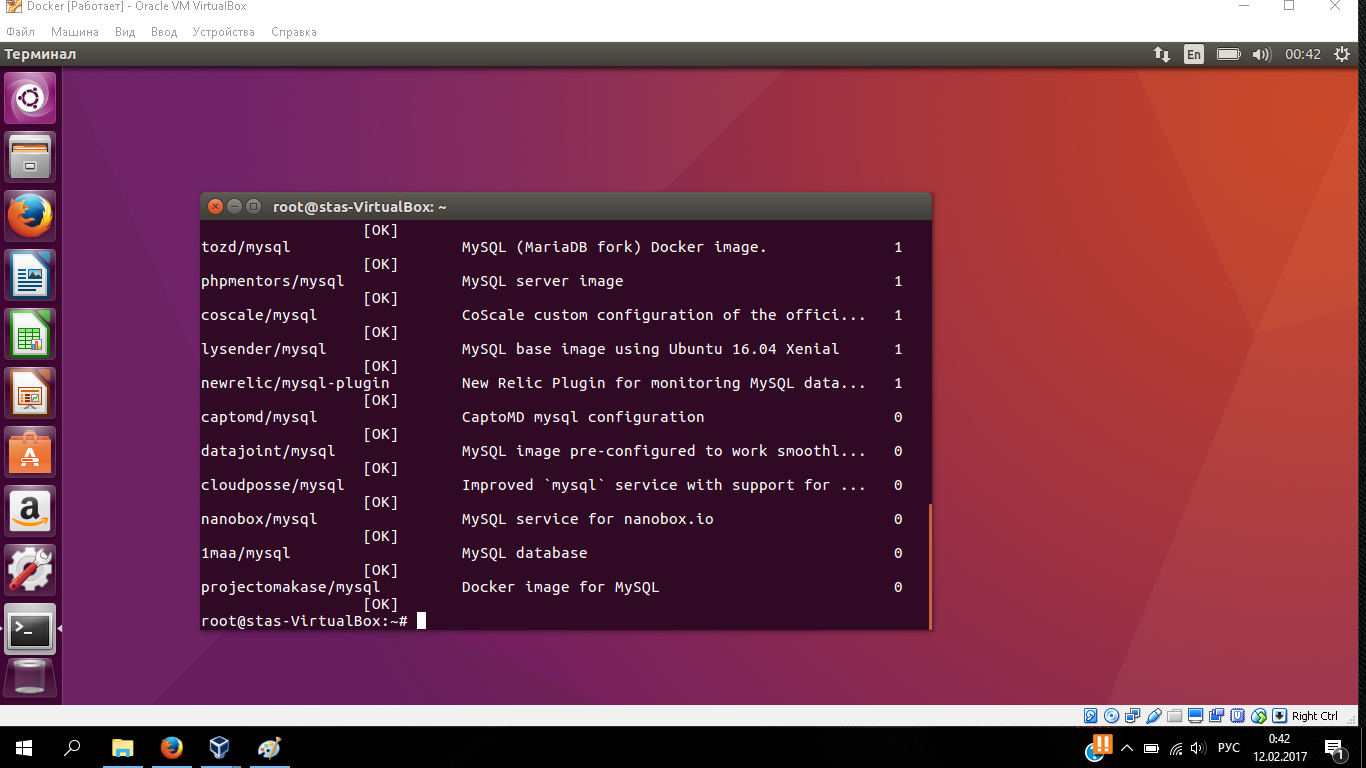 Docker [Работает] - Oracle VM VirtualBox
Файл Машина Вид Ввод Устройства Справка
Терминал En 00:42
root@stas-VirtualBox: ~
[OK]
tozd/mysql MySQL (MariaDB fork) Docker image. 1
[OK]
phpmentors/mysql MySQL server image 1
[OK]
coscale/mysql CoScale custom configuration of the offici... 1
[OK]
lysender/mysql MySQL base image using Ubuntu 16.04 Xenial 1
[OK]
newrelic/mysql-plugin New Relic Plugin for monitoring MySQL data... 1
[OK]
captomd/mysql CaptoMD mysql configuration 0
[OK]
datajoint/mysql MySQL image pre-configured to work smoothl... 0
[OK]
cloudposse/mysql Improved `mysql` service with support for ... 0
[OK]
nanobox/mysql MySQL service for nanobox.io 0
[OK]
1maa/mysql MySQL database 0
[OK]
projectomakase/mysql Docker image for MySQL 0
[OK]
root@stas-VirtualBox:~#
Right Ctrl
РУС 0:42
12.02.2017 1